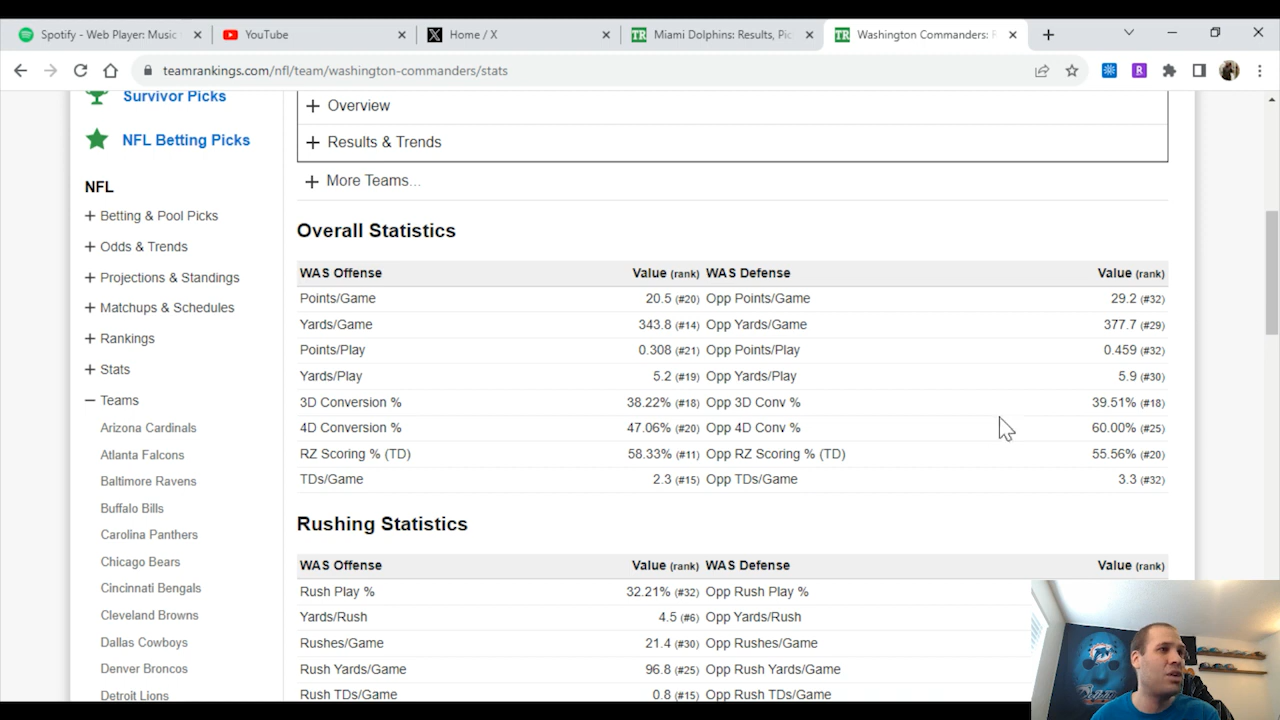 Spotify - Web Player: Music
YouTube
Home / X
TR Miami Dolphins: Results, Pic
TR Washington Commanders: R
teamrankings.com/nfl/team/washington-commanders/stats
R
Survivor Picks
NFL Betting Picks
NFL
+ Betting & Pool Picks
+ Odds & Trends
+ Projections & Standings
+ Matchups & Schedules
+ Rankings
+ Stats
− Teams
Arizona Cardinals
Atlanta Falcons
Baltimore Ravens
Buffalo Bills
Carolina Panthers
Chicago Bears
Cincinnati Bengals
Cleveland Browns
Dallas Cowboys
Denver Broncos
Detroit Lions
+ Overview
+ Results & Trends
+ More Teams...
Overall Statistics
WAS Offense Value (rank) WAS Defense Value (rank)
Points/Game 20.5 (#20) Opp Points/Game 29.2 (#32)
Yards/Game 343.8 (#14) Opp Yards/Game 377.7 (#29)
Points/Play 0.308 (#21) Opp Points/Play 0.459 (#32)
Yards/Play 5.2 (#19) Opp Yards/Play 5.9 (#30)
3D Conversion % 38.22% (#18) Opp 3D Conv % 39.51% (#18)
4D Conversion % 47.06% (#20) Opp 4D Conv % 60.00% (#25)
RZ Scoring % (TD) 58.33% (#11) Opp RZ Scoring % (TD) 55.56% (#20)
TDs/Game 2.3 (#15) Opp TDs/Game 3.3 (#32)
Rushing Statistics
WAS Offense Value (rank) WAS Defense Value (rank)
Rush Play % 32.21% (#32) Opp Rush Play %
Yards/Rush 4.5 (#6) Opp Yards/Rush
Rushes/Game 21.4 (#30) Opp Rushes/Game
Rush Yards/Game 96.8 (#25) Opp Rush Yards/Game
Rush TDs/Game 0.8 (#15) Opp Rush TDs/Game